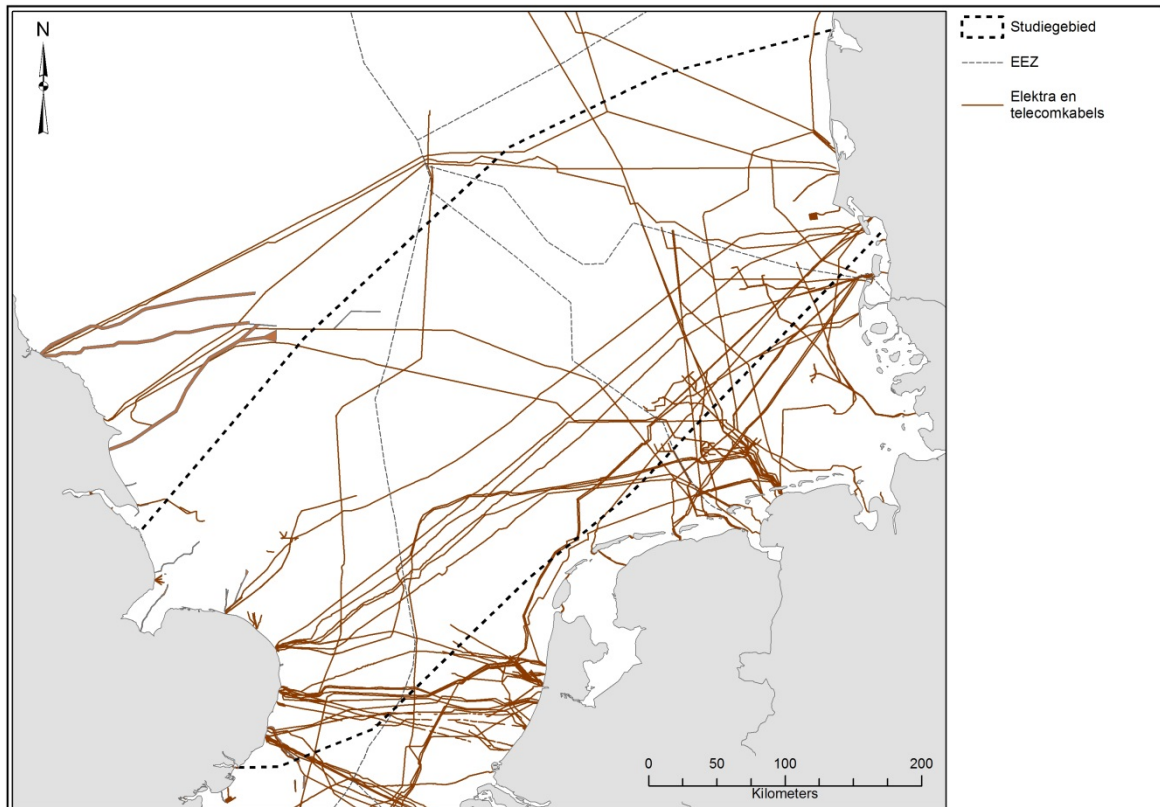 N
Studiegebied
EEZ
Elektra en
telecomkabels
0 50 100 200
Kilometers